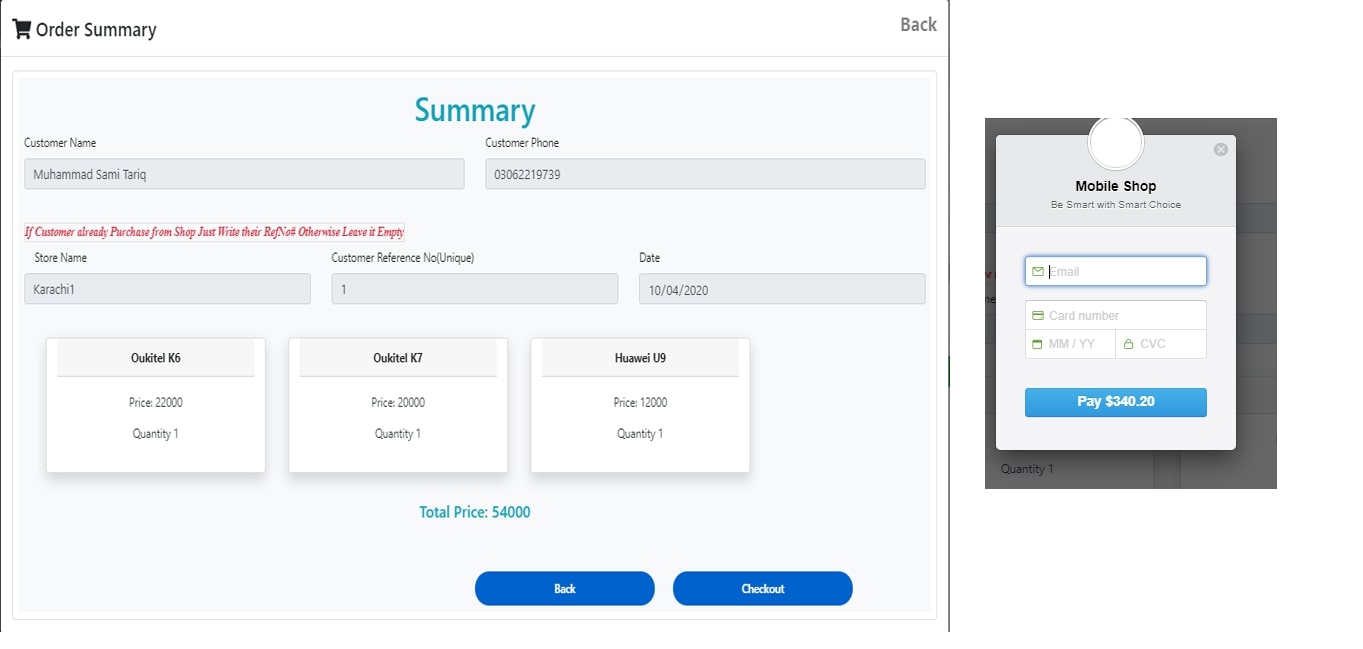 Order Summary
Back
Summary
Customer Name
Customer Phone
Muhammad Sami Tariq
03062219739
If Customer already Purchase from Shop Just Write their RefNo# Otherwise Leave it Empty
Store Name
Customer Reference No(Unique)
Date
Karachi1
1
10/04/2020
Oukitel K6
Oukitel K7
Huawei U9
Price: 22000
Price: 20000
Price: 12000
Quantity 1
Quantity 1
Quantity 1
Total Price: 54000
Back
Checkout
Mobile Shop
Be Smart with Smart Choice
Email
Card number
MM / YY
CVC
Pay $340.20
Quantity 1